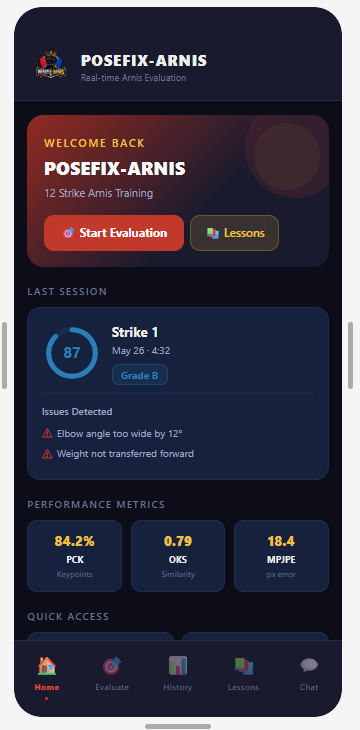 POSEFIX-ARNIS
Real-time Arnis Evaluation
WELCOME BACK
POSEFIX-ARNIS
12 Strike Arnis Training
Start Evaluation
Lessons
LAST SESSION
87
Strike 1
May 26 · 4:32
Grade B
Issues Detected
Elbow angle too wide by 12°
Weight not transferred forward
PERFORMANCE METRICS
84.2%
PCK
Keypoints
0.79
OKS
Similarity
18.4
MPJPE
px error
QUICK ACCESS
Home
Evaluate
History
Lessons
Chat